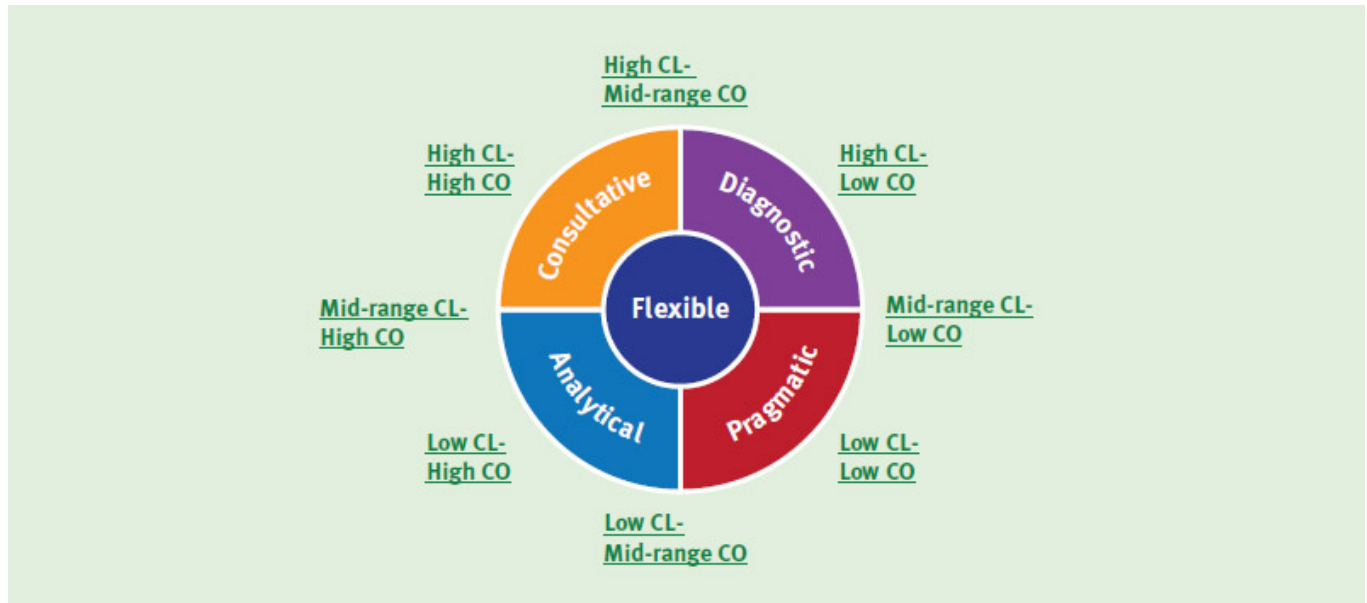 High CL-
Mid-range CO
High CL-
High CO
High CL-
Low CO
Consultative
Diagnostic
Flexible
Mid-range CL-
High CO
Mid-range CL-
Low CO
Analytical
Pragmatic
Low CL-
High CO
Low CL-
Low CO
Low CL-
Mid-range CO